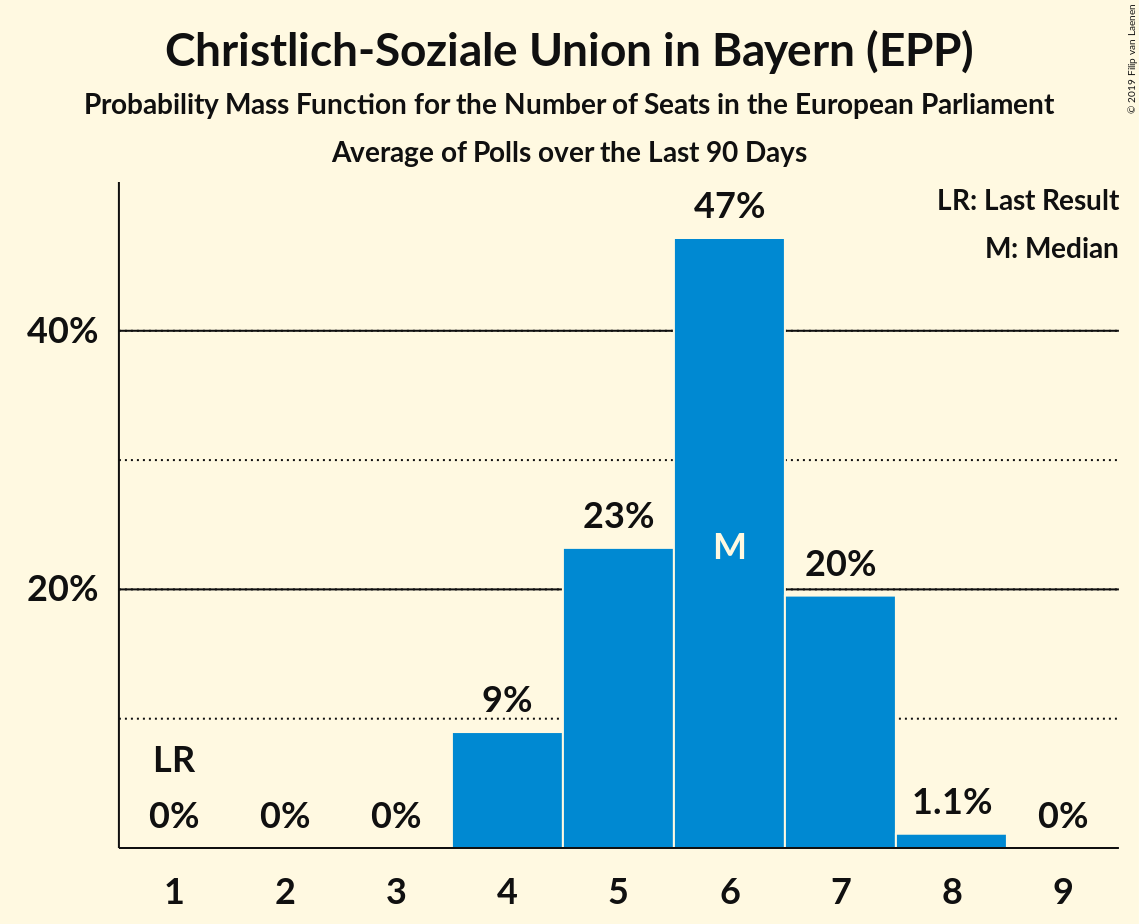 Christlich-Soziale Union in Bayern (EPP)
Probability Mass Function for the Number of Seats in the European Parliament
Average of Polls over the Last 90 Days
© 2019 Filip van Laenen
LR: Last Result
M: Median
47%
40%
23%
M
20%
20%
9%
LR
0% 0% 0% 1.1% 0%
1 2 3 4 5 6 7 8 9